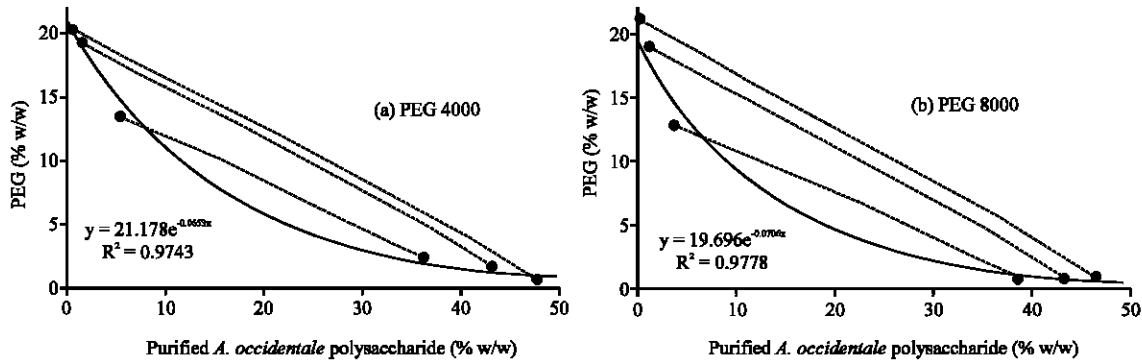 20
15
10
5
0
PEG (% w/w)
(a) PEG 4000
y = 21.178e^-0.0653x
R² = 0.9743
0 10 20 30 40 50
Purified A. occidentale polysaccharide (% w/w)
20
15
10
5
0
PEG (% w/w)
(b) PEG 8000
y = 19.696e^-0.0706x
R² = 0.9778
0 10 20 30 40 50
Purified A. occidentale polysaccharide (% w/w)